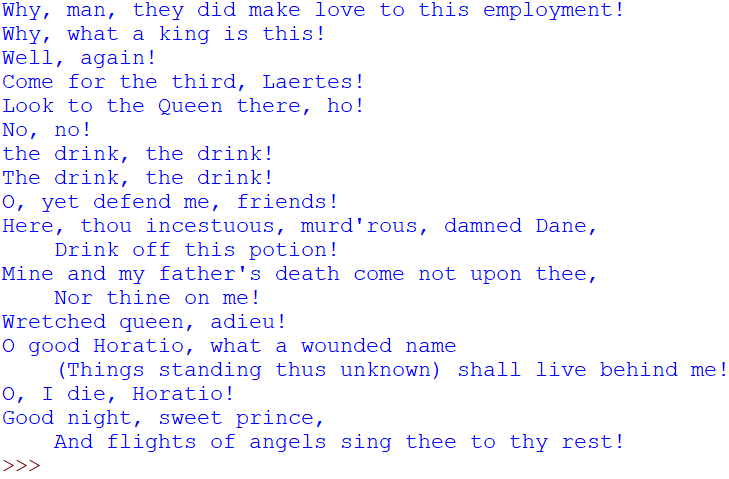 Why, man, they did make love to this employment!
Why, what a king is this!
Well, again!
Come for the third, Laertes!
Look to the Queen there, ho!
No, no!
the drink, the drink!
The drink, the drink!
O, yet defend me, friends!
Here, thou incestuous, murd'rous, damned Dane,
    Drink off this potion!
Mine and my father's death come not upon thee,
    Nor thine on me!
Wretched queen, adieu!
O good Horatio, what a wounded name
    (Things standing thus unknown) shall live behind me!
O, I die, Horatio!
Good night, sweet prince,
    And flights of angels sing thee to thy rest!
>>>